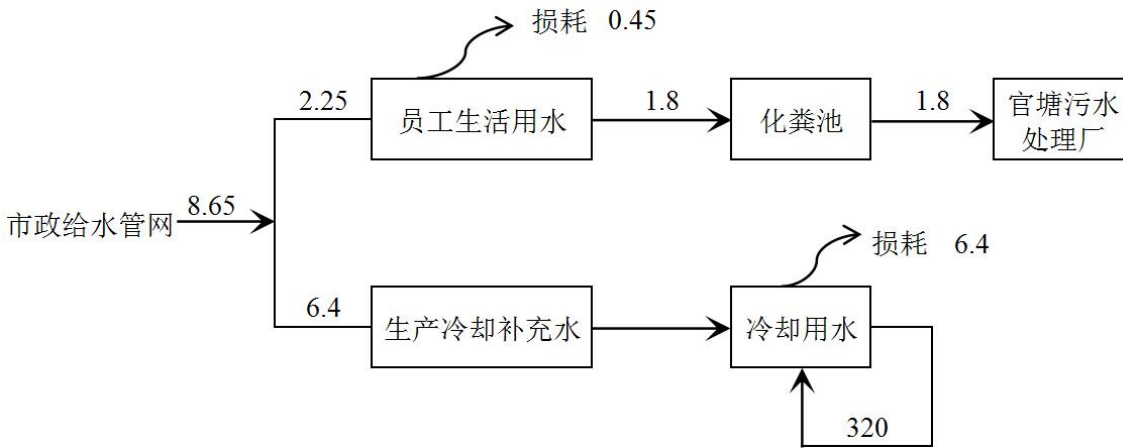 损耗 0.45
2.25
员工生活用水
1.8
化粪池
1.8
官塘污水
处理厂
市政给水管网
8.65
损耗 6.4
6.4
生产冷却补充水
冷却用水
320